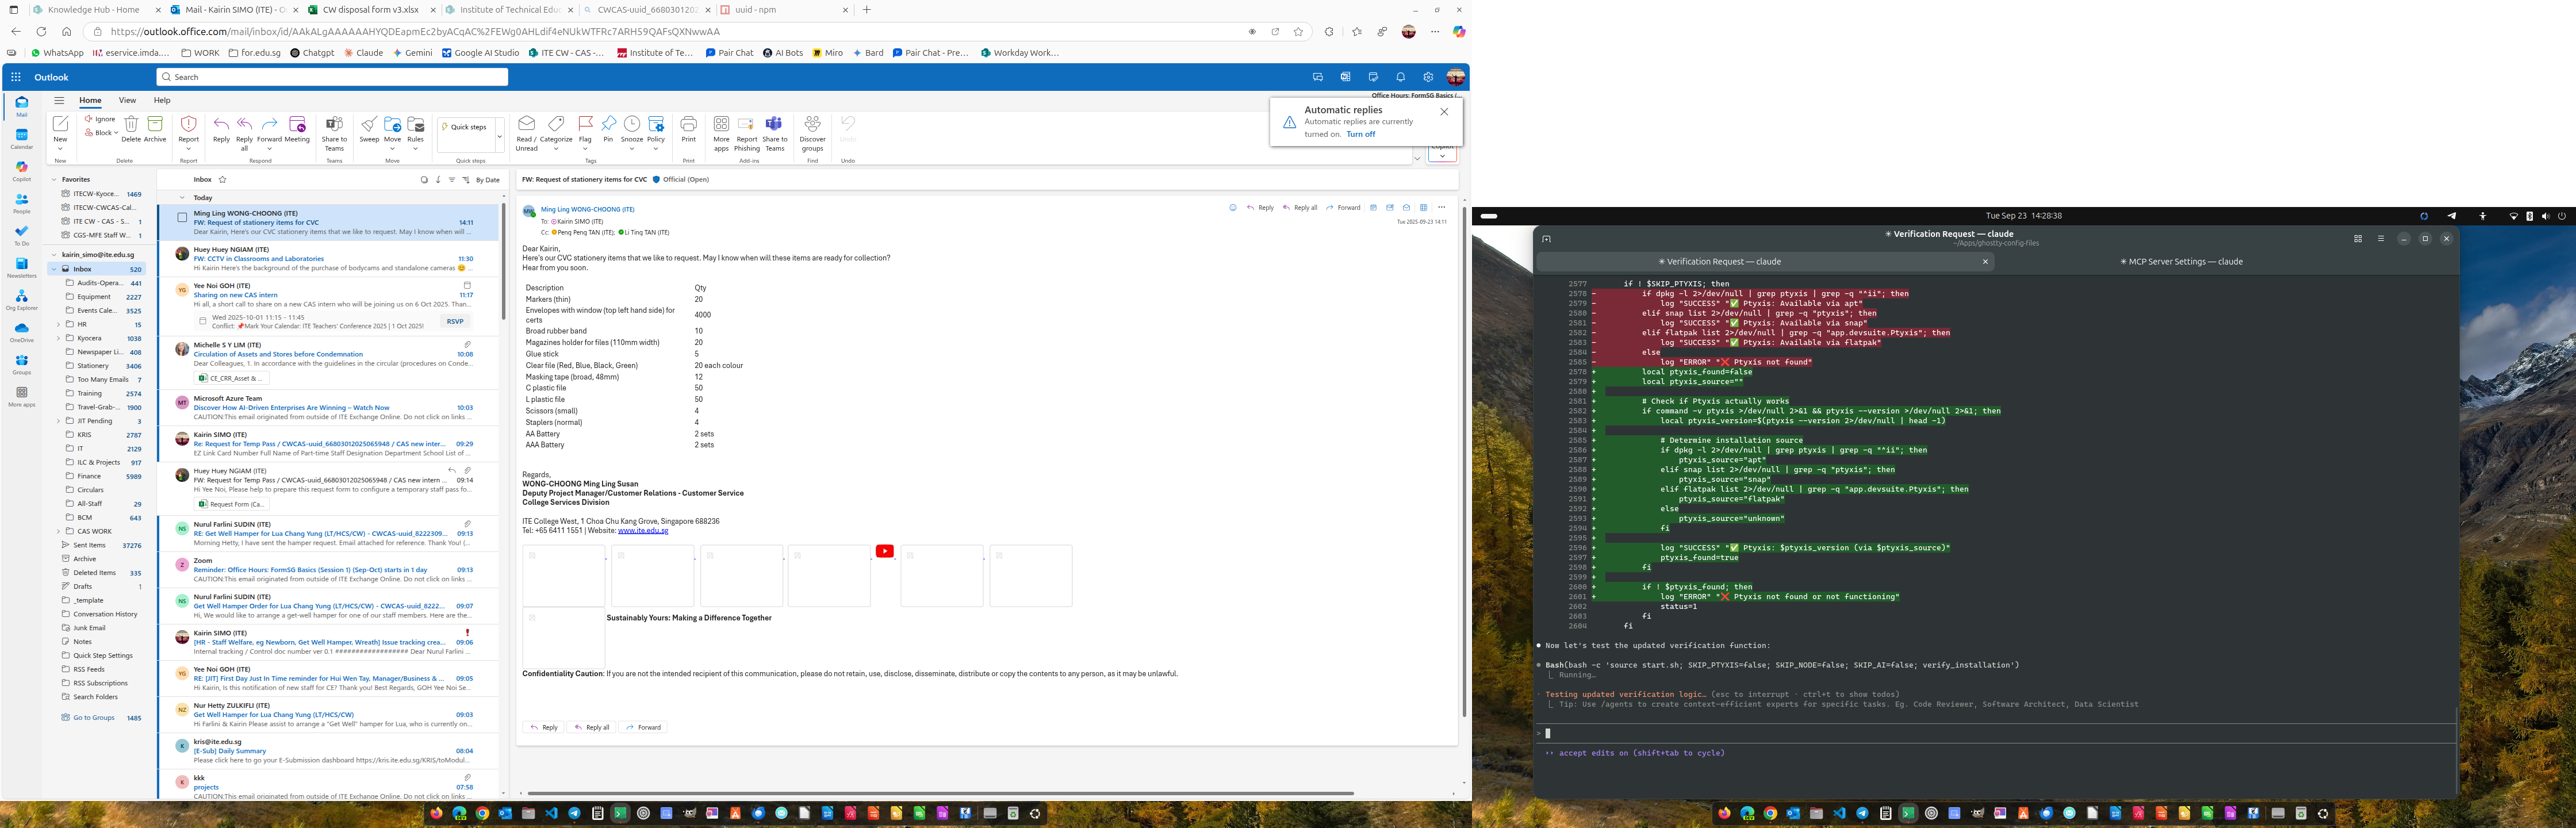 Knowledge Hub - Home
Mail - Kairin SIMO (ITE) - O
CW disposal form v3.xlsx
Institute of Technical Educ
CWCAS-uuid_6680301202
uuid - npm
https://outlook.office.com/mail/inbox/id/AAkALgAAAAAAHYQDEapmEc2byACqAC%2FEWg0AHLdif4eNUkWTFRc7ARH59QAFsQXNwwAA
WhatsApp
eservice.imda....
WORK
for.edu.sg
Chatgpt
Claude
Gemini
Google AI Studio
ITE CW - CAS -...
Institute of Te...
Pair Chat
AI Bots
Miro
Bard
Pair Chat - Pre...
Workday Work...
Outlook
Search
Home View Help
Office Hours: FormSG Basics (...
Automatic replies
Automatic replies are currently
turned on. Turn off
New
Ignore
Block
Delete
Archive
Report
Reply
Reply all
Forward
Meeting
Share to Teams
Sweep
Move
Rules
Quick steps
Read / Unread
Categorize
Flag
Pin
Snooze
Policy
Print
More apps
Report Phishing
Share to Teams
Discover groups
Undo
Copilot
New Delete Report Respond Teams Move Quick steps Tags Print Add-ins Find Undo
Mail
Calendar
Copilot
People
To Do
Newsletters
Org Explorer
OneDrive
Groups
More apps
Favorites
ITECW-Kyoce... 1469
ITECW-CWCAS-Cal...
ITE CW - CAS - S... 1
CGS-MFE Staff W... 1
kairin_simo@ite.edu.sg
Inbox 520
Audits-Opera... 441
Equipment 2227
Events Cale... 3525
HR 15
Kyocera 1038
Newspaper Li... 408
Stationery 3406
Too Many Emails 7
Training 2574
Travel-Grab-... 1900
JIT Pending 3
KRIS 2787
IT 2129
ILC & Projects 917
Finance 5989
Circulars
All-Staff 29
BCM 643
CAS WORK
Sent Items 37276
Archive
Deleted Items 335
Drafts 1
_template
Conversation History
Junk Email
Notes
Quick Step Settings
RSS Feeds
RSS Subscriptions
Search Folders
Go to Groups 1485
Inbox
By Date
Today
Ming Ling WONG-CHOONG (ITE)
FW: Request of stationery items for CVC 14:11
Dear Kairin, Here's our CVC stationery items that we like to request. May I know when will ...
Huey Huey NGIAM (ITE)
FW: CCTV in Classrooms and Laboratories 11:30
Hi Kairin Here's the background of the purchase of bodycams and standalone cameras 😊 ...
YG
Yee Noi GOH (ITE)
Sharing on new CAS intern 11:17
Hi all, a short call to share on a new CAS intern who will be joining us on 6 Oct 2025. Than...
Wed 2025-10-01 11:15 - 11:45
Conflict: 📌Mark Your Calendar: ITE Teachers' Conference 2025 | 1 Oct 2025!
RSVP
Michelle S Y LIM (ITE)
Circulation of Assets and Stores before Condemnation 10:08
Dear Colleagues, 1. In accordance with the guidelines in the circular (procedures on Conde...
CE_CRR_Asset & ...
MT
Microsoft Azure Team
Discover How AI-Driven Enterprises Are Winning – Watch Now 10:03
CAUTION:This email originated from outside of ITE Exchange Online. Do not click on links ...
Kairin SIMO (ITE)
Re: Request for Temp Pass / CWCAS-uuid_66803012025065948 / CAS new inter... 09:29
EZ Link Card Number Full Name of Part-time Staff Designation Department School List of ...
Huey Huey NGIAM (ITE)
FW: Request for Temp Pass / CWCAS-uuid_66803012025065948 / CAS new intern ... 09:14
Hi Yee Noi, Please help to prepare this request form to configure a temporary staff pass fo...
Request Form (Ca...
NS
Nurul Farlini SUDIN (ITE)
RE: Get Well Hamper for Lua Chang Yung (LT/HCS/CW) - CWCAS-uuid_8222309... 09:13
Morning Hetty, I have sent the hamper request. Email attached for reference. Thank You! (...
Z
Zoom
Reminder: Office Hours: FormSG Basics (Session 1) (Sep-Oct) starts in 1 day 09:13
CAUTION:This email originated from outside of ITE Exchange Online. Do not click on links ...
NS
Nurul Farlini SUDIN (ITE)
Get Well Hamper Order for Lua Chang Yung (LT/HCS/CW) - CWCAS-uuid_8222... 09:07
Hi, We would like to arrange a get-well hamper for one of our staff members. Here are the...
Kairin SIMO (ITE)
[HR - Staff Welfare, eg Newborn, Get Well Hamper, Wreath] Issue tracking crea... 09:06
Internal tracking / Control doc number ver 0.1 ################# Dear Nurul Farlini ...
YG
Yee Noi GOH (ITE)
RE: [JIT] First Day Just In Time reminder for Hui Wen Tay, Manager/Business & ... 09:05
Hi Kairin, Is this notification of new staff for CE? Thank you! Best Regards, GOH Yee Noi Se...
NZ
Nur Hetty ZULKIFLI (ITE)
Get Well Hamper for Lua Chang Yung (LT/HCS/CW) 09:03
Hi Farlini & Kairin Please assist to arrange a "Get Well" hamper for Lua, who is currently on...
K
kris@ite.edu.sg
[E-Sub] Daily Summary 08:04
Please click here to go your E-Submission dashboard https://kris.ite.edu.sg/KRIS/toModul...
K
kkk
projects 07:58
CAUTION:This email originated from outside of ITE Exchange Online. Do not click on links ...
FW: Request of stationery items for CVC Official (Open)
MW
Ming Ling WONG-CHOONG (ITE)
Reply Reply all Forward
To: Kairin SIMO (ITE)
Tue 2025-09-23 14:11
Cc: Peng Peng TAN (ITE); Li Ting TAN (ITE)
Dear Kairin,
Here's our CVC stationery items that we like to request. May I know when will these items are ready for collection?
Hear from you soon.
Description Qty
Markers (thin) 20
Envelopes with window (top left hand side) for
certs 4000
Broad rubber band 10
Magazines holder for files (110mm width) 20
Glue stick 5
Clear file (Red, Blue, Black, Green) 20 each colour
Masking tape (broad, 48mm) 12
C plastic file 50
L plastic file 50
Scissors (small) 4
Staplers (normal) 4
AA Battery 2 sets
AAA Battery 2 sets
Regards,
WONG-CHOONG Ming Ling Susan
Deputy Project Manager/Customer Relations - Customer Service
College Services Division
ITE College West, 1 Choa Chu Kang Grove, Singapore 688236
Tel: +65 6411 1551 | Website: www.ite.edu.sg
Sustainably Yours: Making a Difference Together
Confidentiality Caution: If you are not the intended recipient of this communication, please do not retain, use, disclose, disseminate, distribute or copy the contents to any person, as it may be unlawful.
Reply Reply all Forward
Tue Sep 23 14:28:38
✳ Verification Request — claude
~/Apps/ghostty-config-files
✳ Verification Request — claude
✳ MCP Server Settings — claude
2577 if ! $SKIP_PTYXIS; then
2578 - if dpkg -l 2>/dev/null | grep ptyxis | grep -q "^ii"; then
2579 - log "SUCCESS" "✅ Ptyxis: Available via apt"
2580 - elif snap list 2>/dev/null | grep -q "ptyxis"; then
2581 - log "SUCCESS" "✅ Ptyxis: Available via snap"
2582 - elif flatpak list 2>/dev/null | grep -q "app.devsuite.Ptyxis"; then
2583 - log "SUCCESS" "✅ Ptyxis: Available via flatpak"
2584 - else
2585 - log "ERROR" "❌ Ptyxis not found"
2578 + local ptyxis_found=false
2579 + local ptyxis_source=""
2580 +
2581 + # Check if Ptyxis actually works
2582 + if command -v ptyxis >/dev/null 2>&1 && ptyxis --version >/dev/null 2>&1; then
2583 + local ptyxis_version=$(ptyxis --version 2>/dev/null | head -1)
2584 +
2585 + # Determine installation source
2586 + if dpkg -l 2>/dev/null | grep ptyxis | grep -q "^ii"; then
2587 + ptyxis_source="apt"
2588 + elif snap list 2>/dev/null | grep -q "ptyxis"; then
2589 + ptyxis_source="snap"
2590 + elif flatpak list 2>/dev/null | grep -q "app.devsuite.Ptyxis"; then
2591 + ptyxis_source="flatpak"
2592 + else
2593 + ptyxis_source="unknown"
2594 + fi
2595 +
2596 + log "SUCCESS" "✅ Ptyxis: $ptyxis_version (via $ptyxis_source)"
2597 + ptyxis_found=true
2598 + fi
2599 +
2600 + if ! $ptyxis_found; then
2601 + log "ERROR" "❌ Ptyxis not found or not functioning"
2602 status=1
2603 fi
2604 fi
● Now let's test the updated verification function:
● Bash(bash -c 'source start.sh; SKIP_PTYXIS=false; SKIP_NODE=false; SKIP_AI=false; verify_installation')
⎿ Running…
· Testing updated verification logic… (esc to interrupt · ctrl+t to show todos)
⎿ Tip: Use /agents to create context-efficient experts for specific tasks. Eg. Code Reviewer, Software Architect, Data Scientist
>
⏵⏵ accept edits on (shift+tab to cycle)